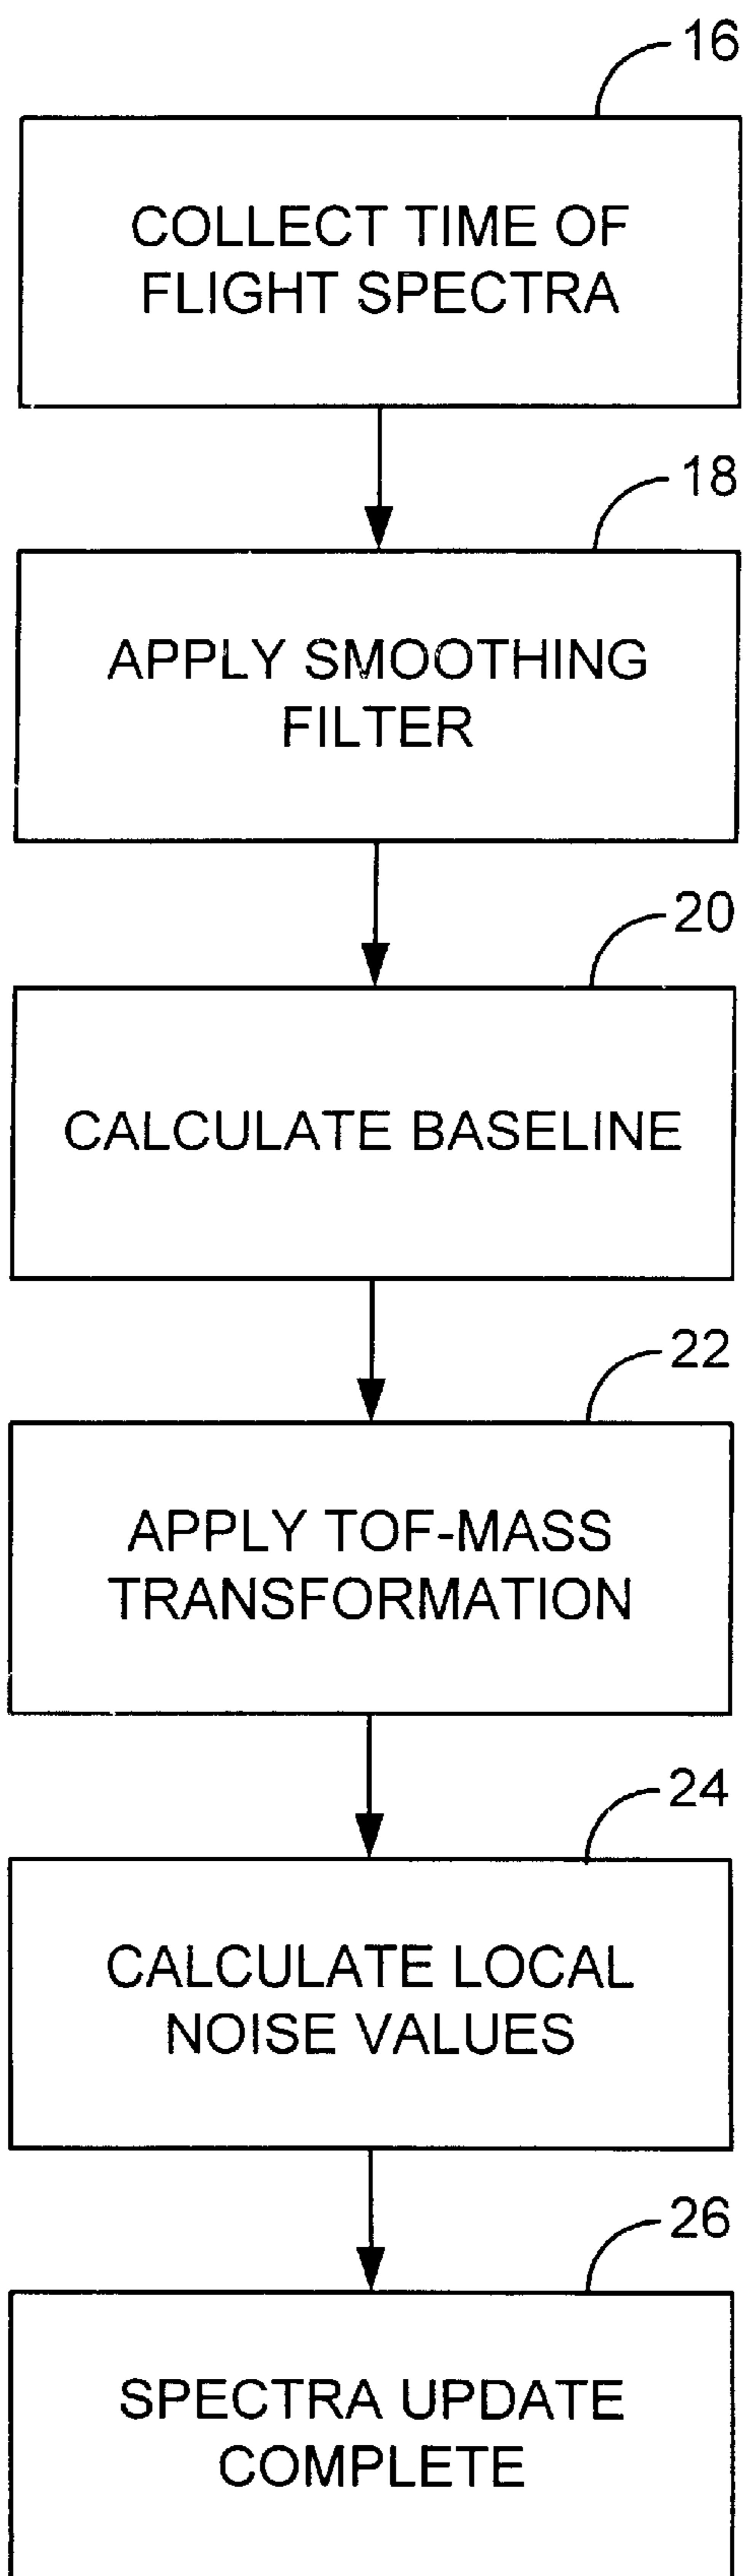 16
COLLECT TIME OF
FLIGHT SPECTRA
18
APPLY SMOOTHING
FILTER
20
CALCULATE BASELINE
22
APPLY TOF-MASS
TRANSFORMATION
24
CALCULATE LOCAL
NOISE VALUES
26
SPECTRA UPDATE
COMPLETE